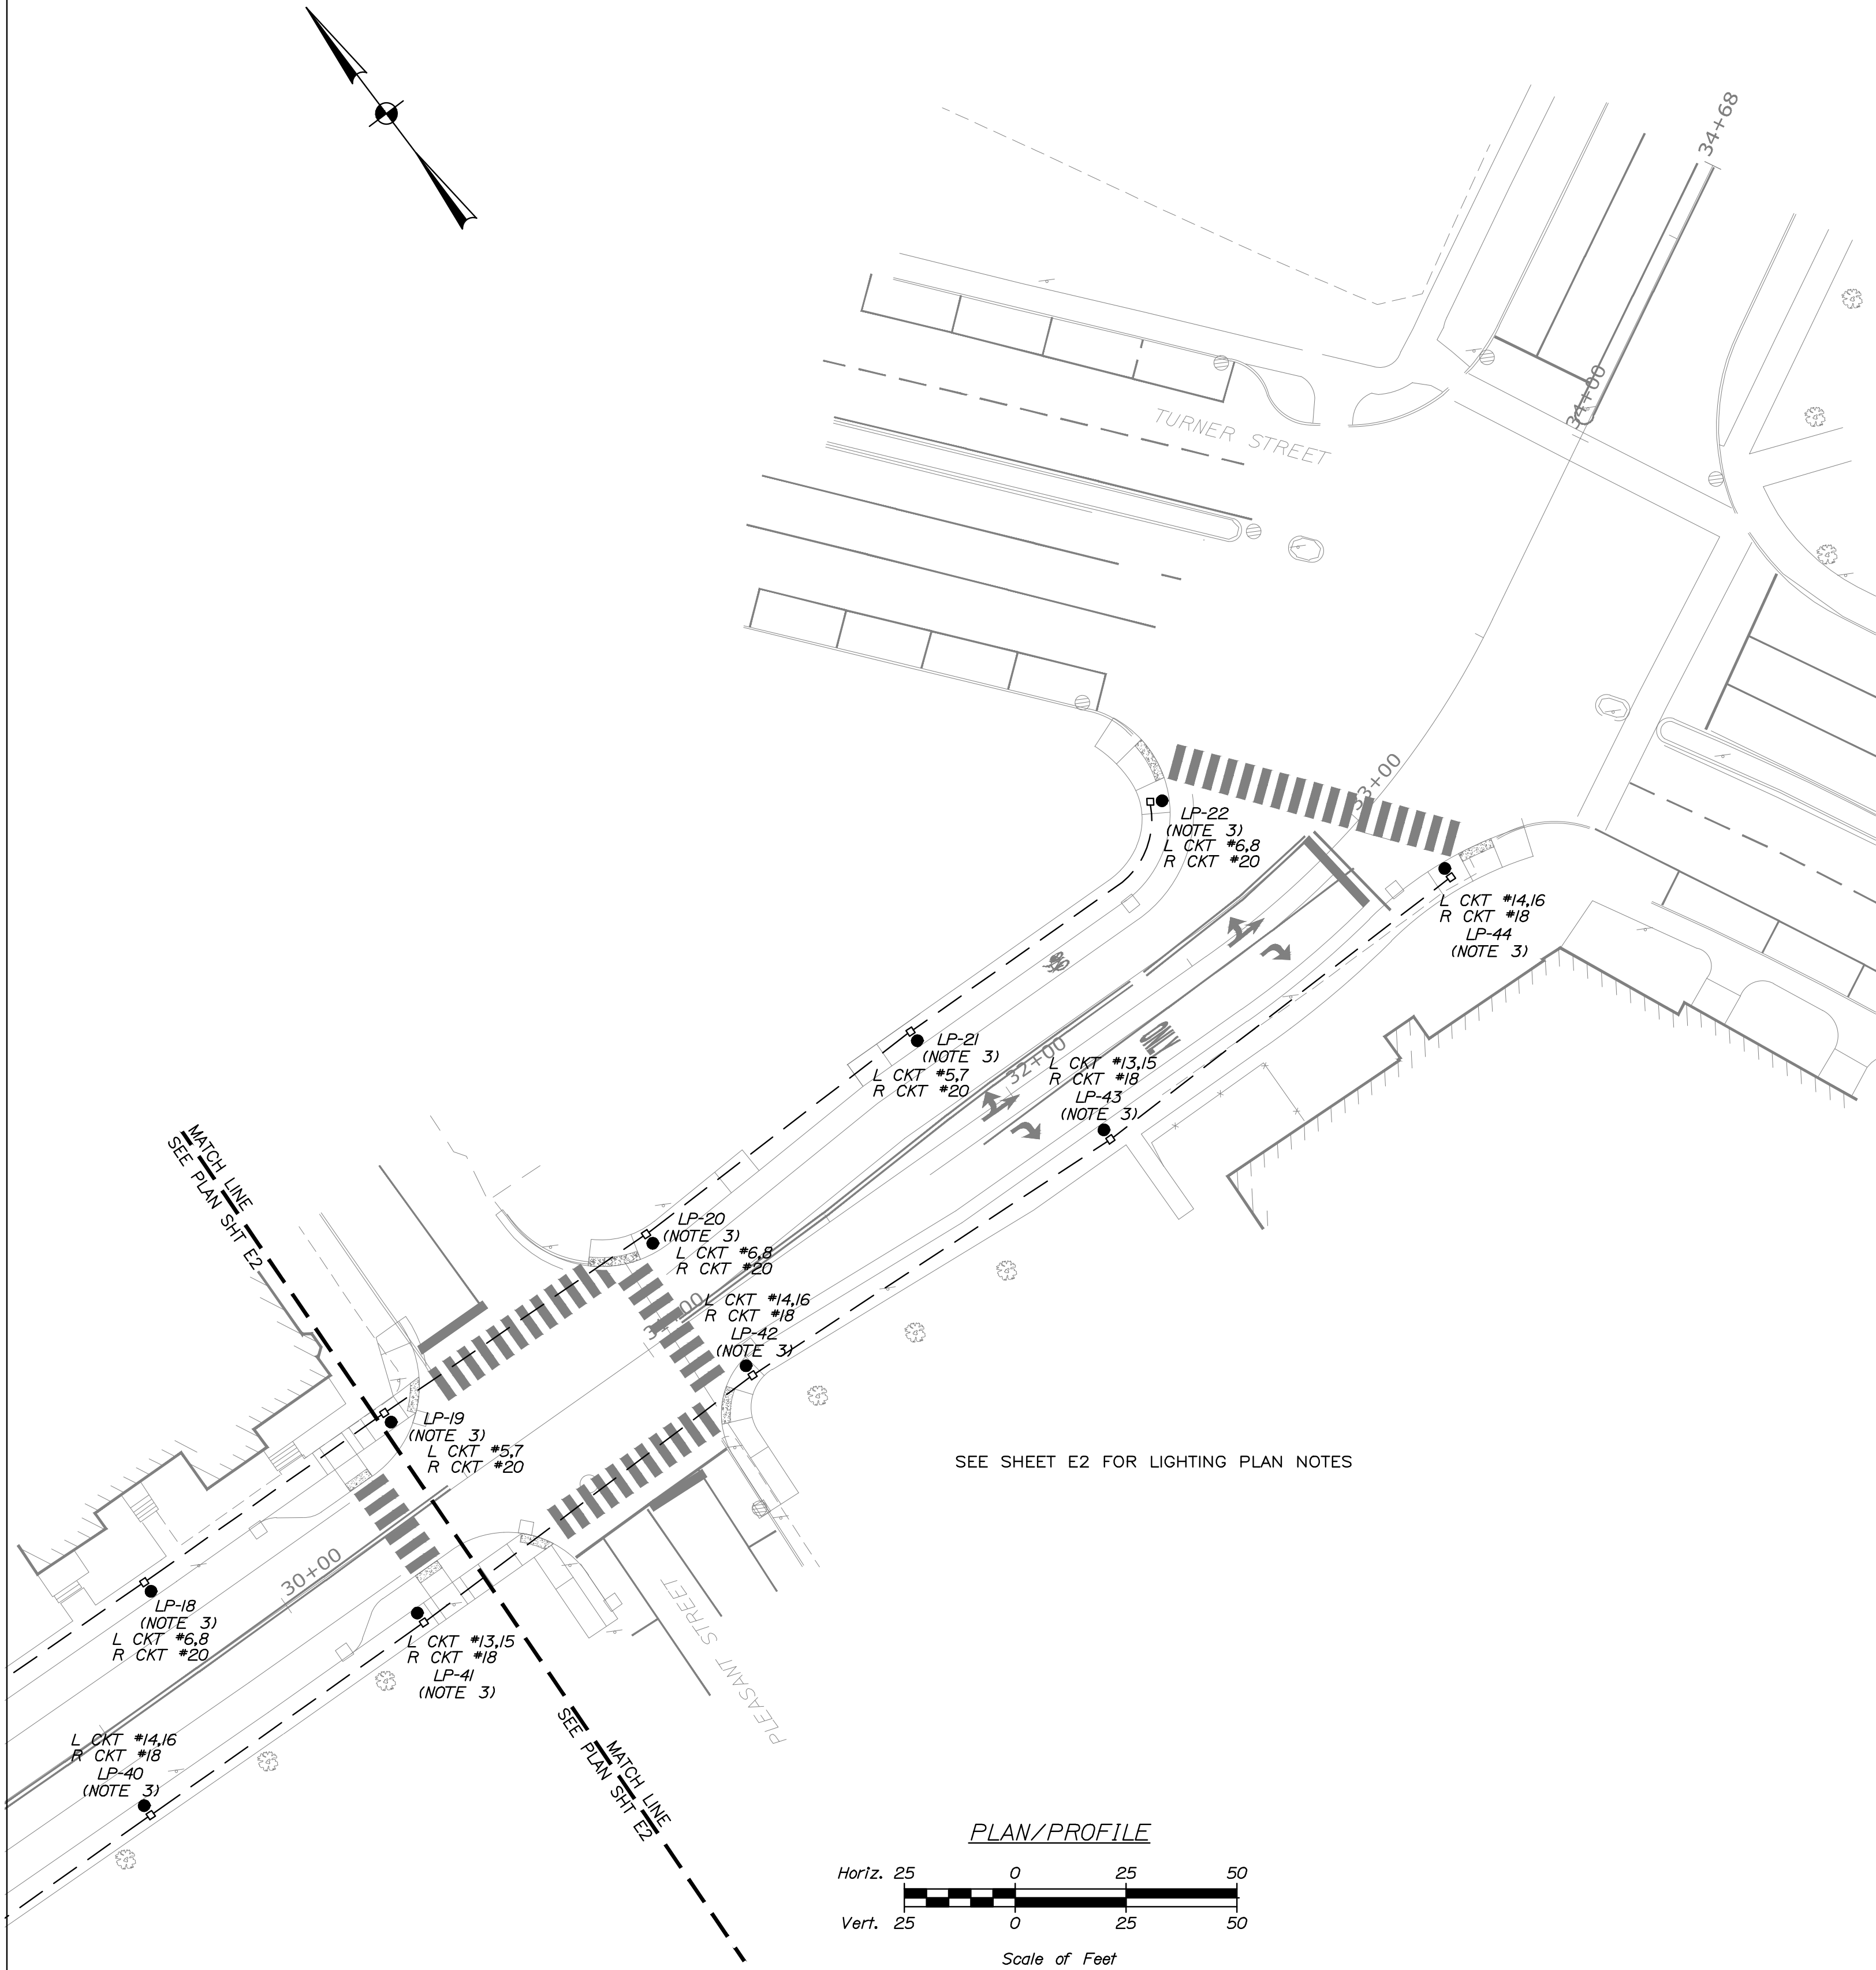 34+68
34+00
TURNER STREET
33+00
LP-22
(NOTE 3)
L CKT #6,8
R CKT #20
L CKT #14,16
R CKT #18
LP-44
(NOTE 3)
LP-21
(NOTE 3)
L CKT #5,7
R CKT #20
32+00
ONLY
L CKT #13,15
R CKT #18
LP-43
(NOTE 3)
MATCH LINE
SEE PLAN SHT E2
LP-20
(NOTE 3)
L CKT #6,8
R CKT #20
L CKT #14,16
R CKT #18
LP-42
(NOTE 3)
LP-19
(NOTE 3)
L CKT #5,7
R CKT #20
SEE SHEET E2 FOR LIGHTING PLAN NOTES
30+00
LP-18
(NOTE 3)
L CKT #6,8
R CKT #20
L CKT #13,15
R CKT #18
LP-41
(NOTE 3)
PLEASANT STREET
L CKT #14,16
R CKT #18
LP-40
(NOTE 3)
MATCH LINE
SEE PLAN SHT E2
PLAN/PROFILE
Horiz. 25 0 25 50
Vert. 25 0 25 50
Scale of Feet